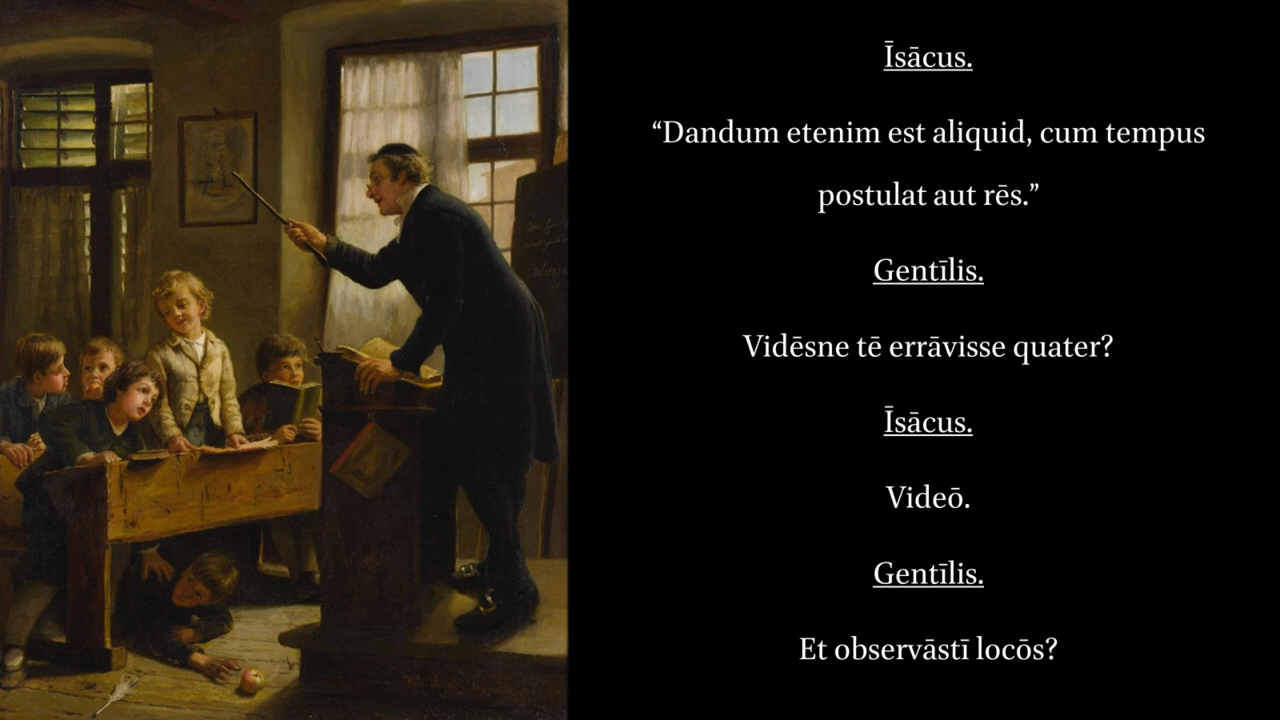 Īsācus.
“Dandum etenim est aliquid, cum tempus
postulat aut rēs.”
Gentīlis.
Vidēsne tē errāvisse quater?
Īsācus.
Videō.
Gentīlis.
Et observāstī locōs?